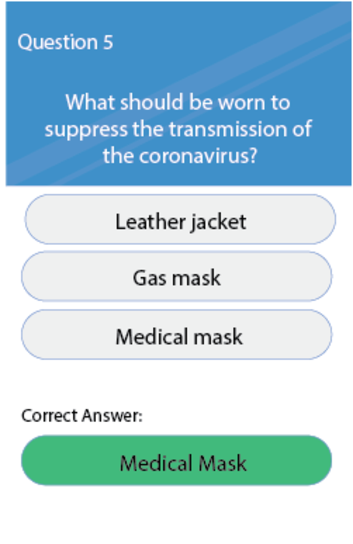 Question 5
What should be worn to
suppress the transmission of
the coronavirus?
Leather jacket
Gas mask
Medical mask
Correct Answer:
Medical Mask